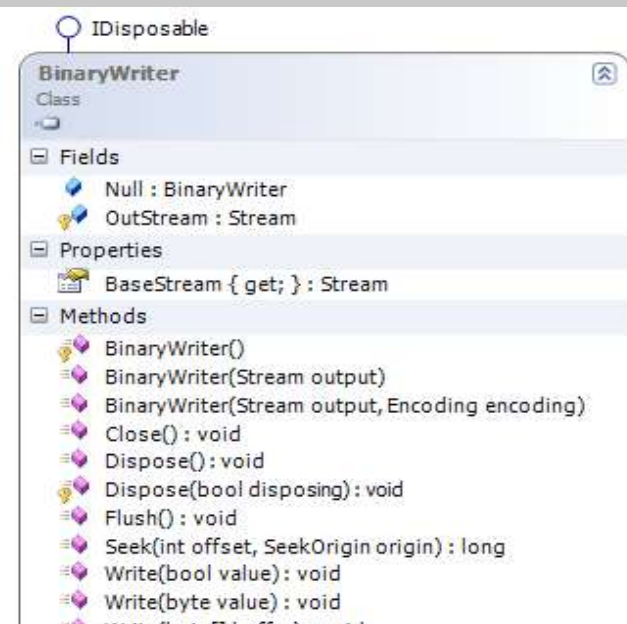 IDisposable
BinaryWriter
Class
Fields
Null : BinaryWriter
OutStream : Stream
Properties
BaseStream { get; } : Stream
Methods
BinaryWriter()
BinaryWriter(Stream output)
BinaryWriter(Stream output, Encoding encoding)
Close() : void
Dispose() : void
Dispose(bool disposing) : void
Flush() : void
Seek(int offset, SeekOrigin origin) : long
Write(bool value) : void
Write(byte value) : void